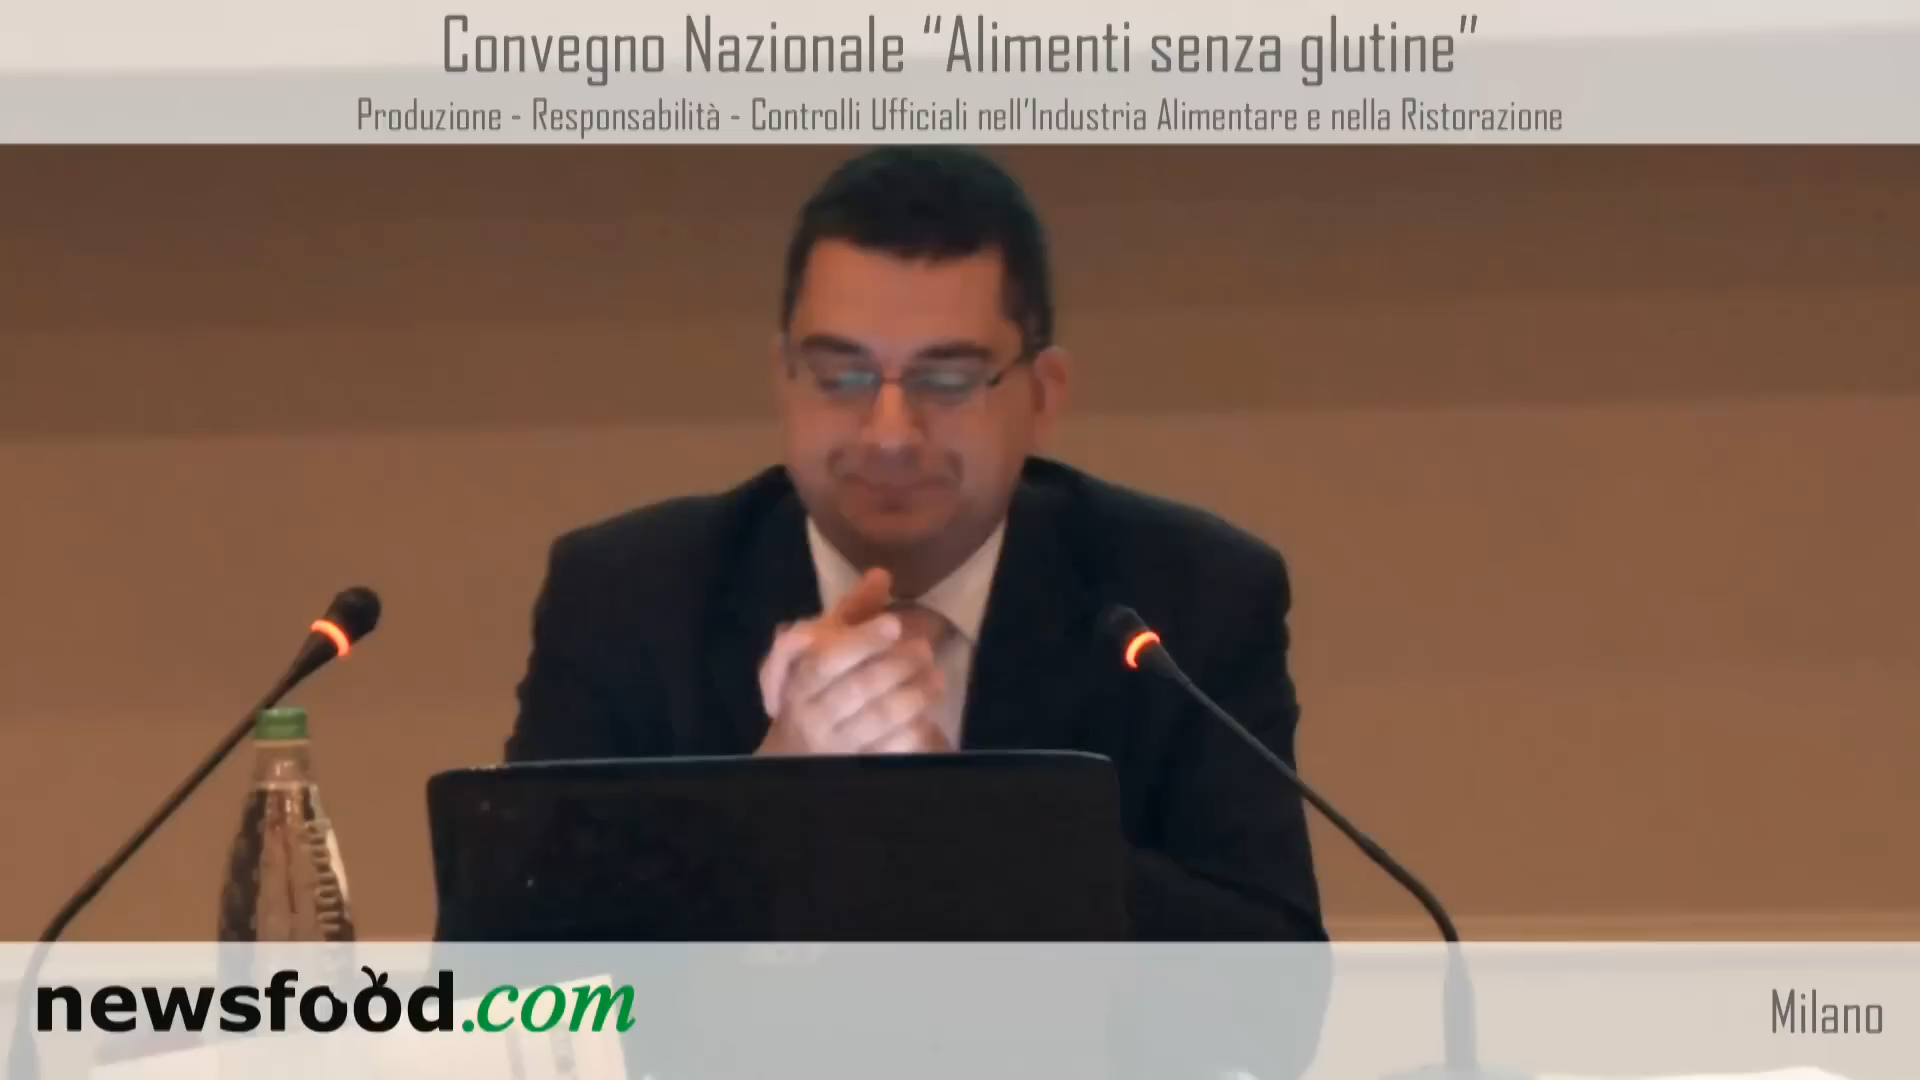 Convegno Nazionale “Alimenti senza glutine”
Produzione - Responsabilità - Controlli Ufficiali nell’Industria Alimentare e nella Ristorazione
newsfood.com
Milano